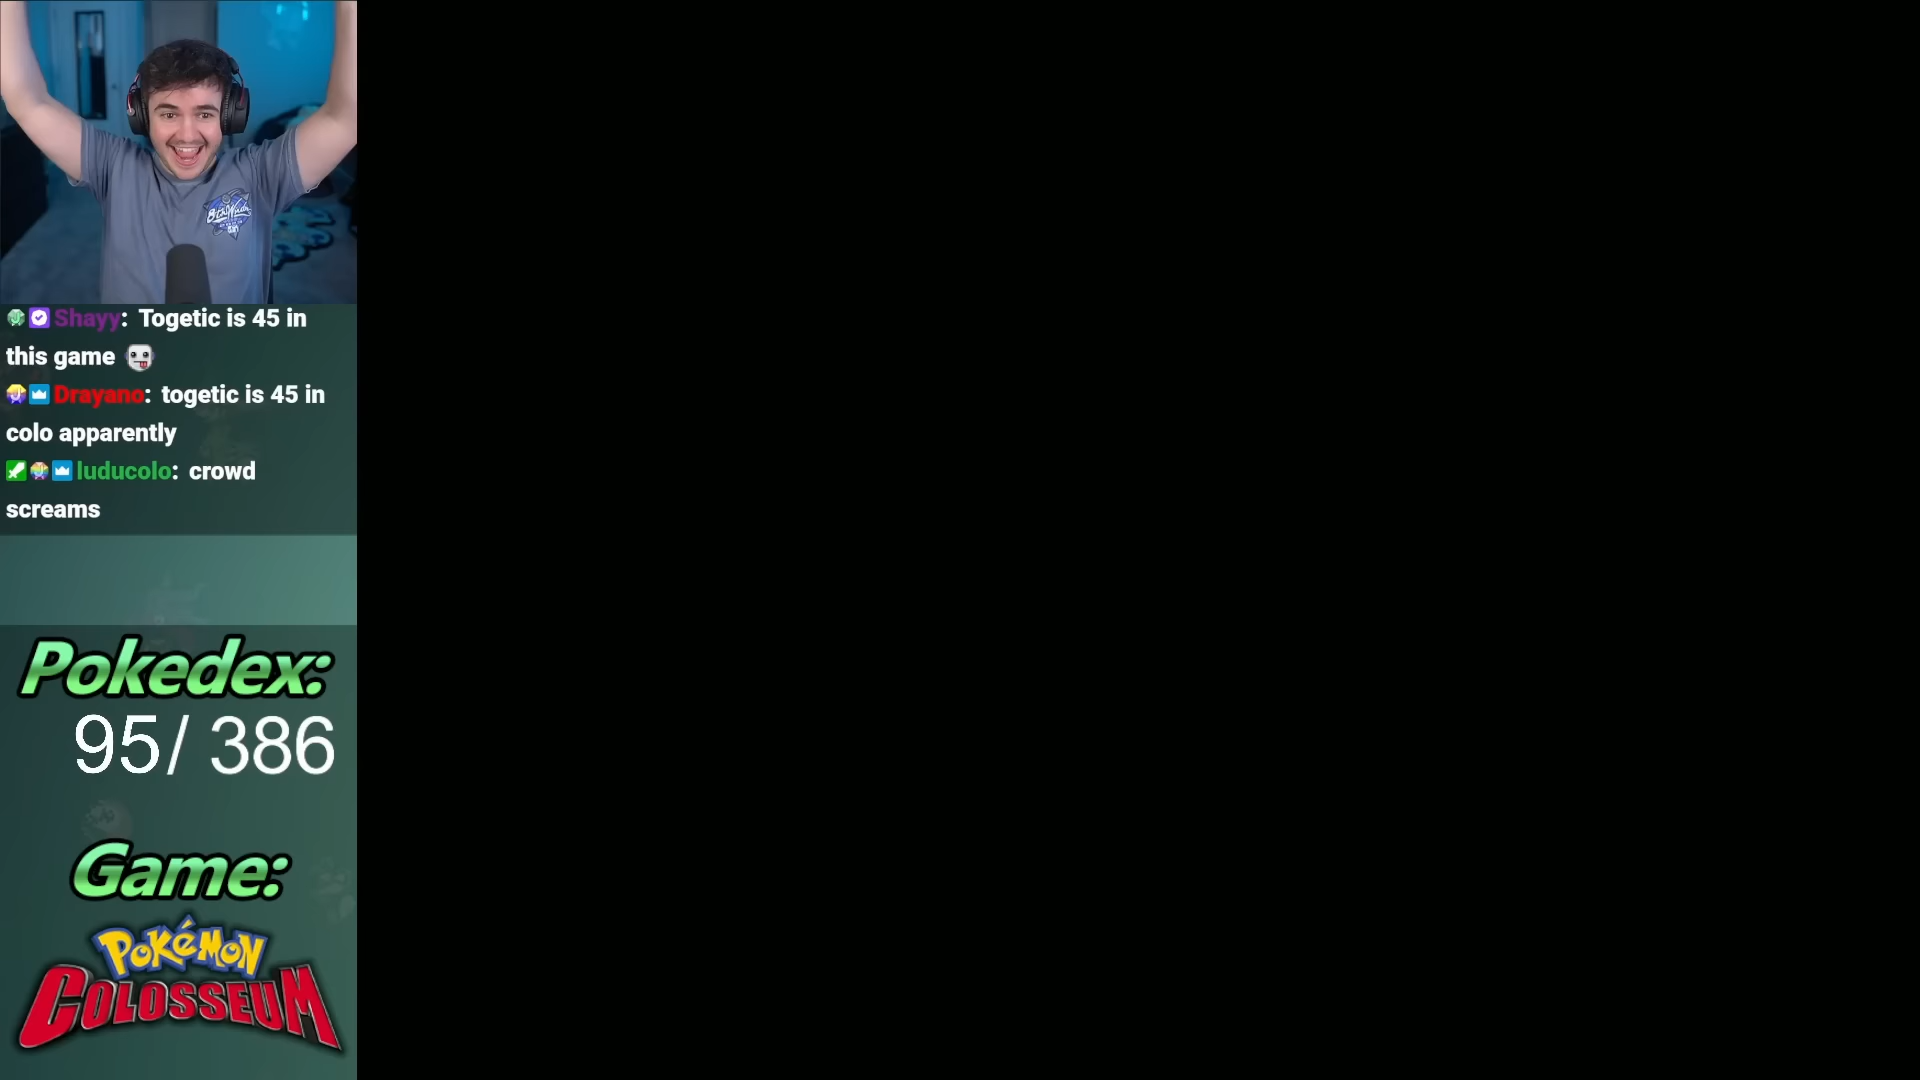 Shayy: Togetic is 45 in
this game
Drayano: togetic is 45 in
colo apparently
luducolo: crowd
screams
Pokedex:
95/ 386
Game:
POKéMON
COLOSSEUM